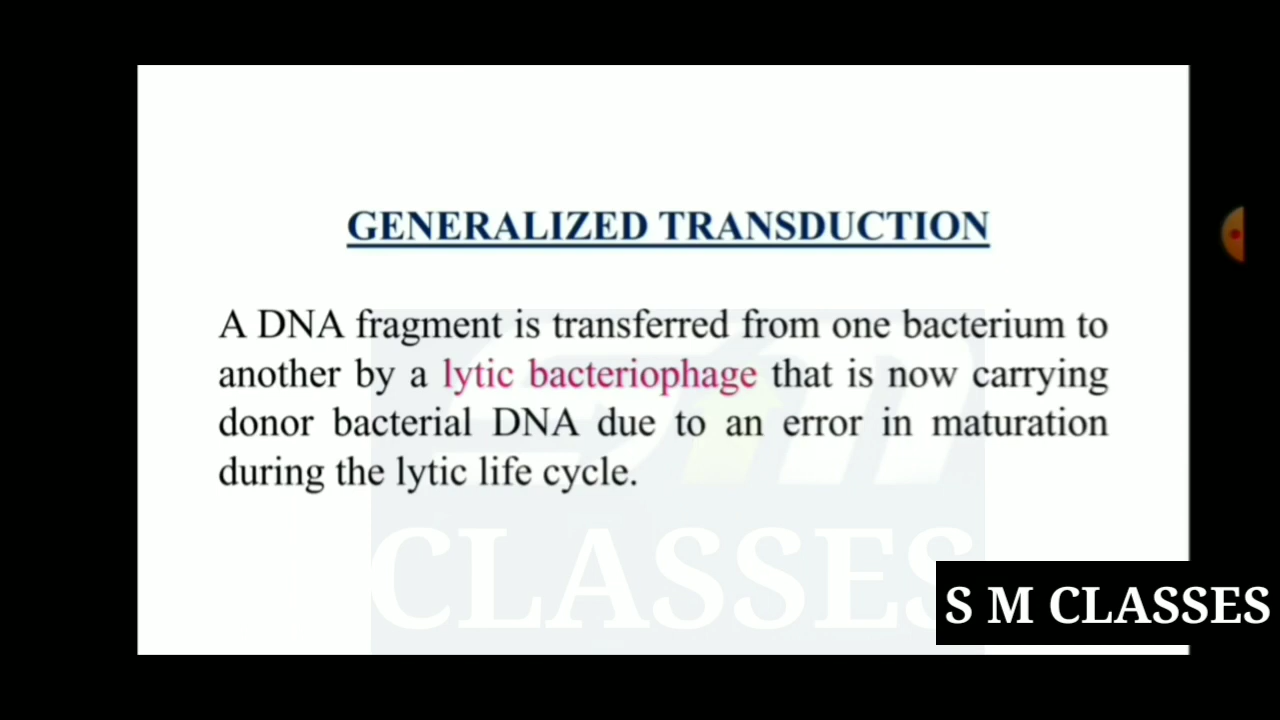 GENERALIZED TRANSDUCTION
A DNA fragment is transferred from one bacterium to
another by a lytic bacteriophage that is now carrying
donor bacterial DNA due to an error in maturation
during the lytic life cycle.
CLASSES
S M CLASSES